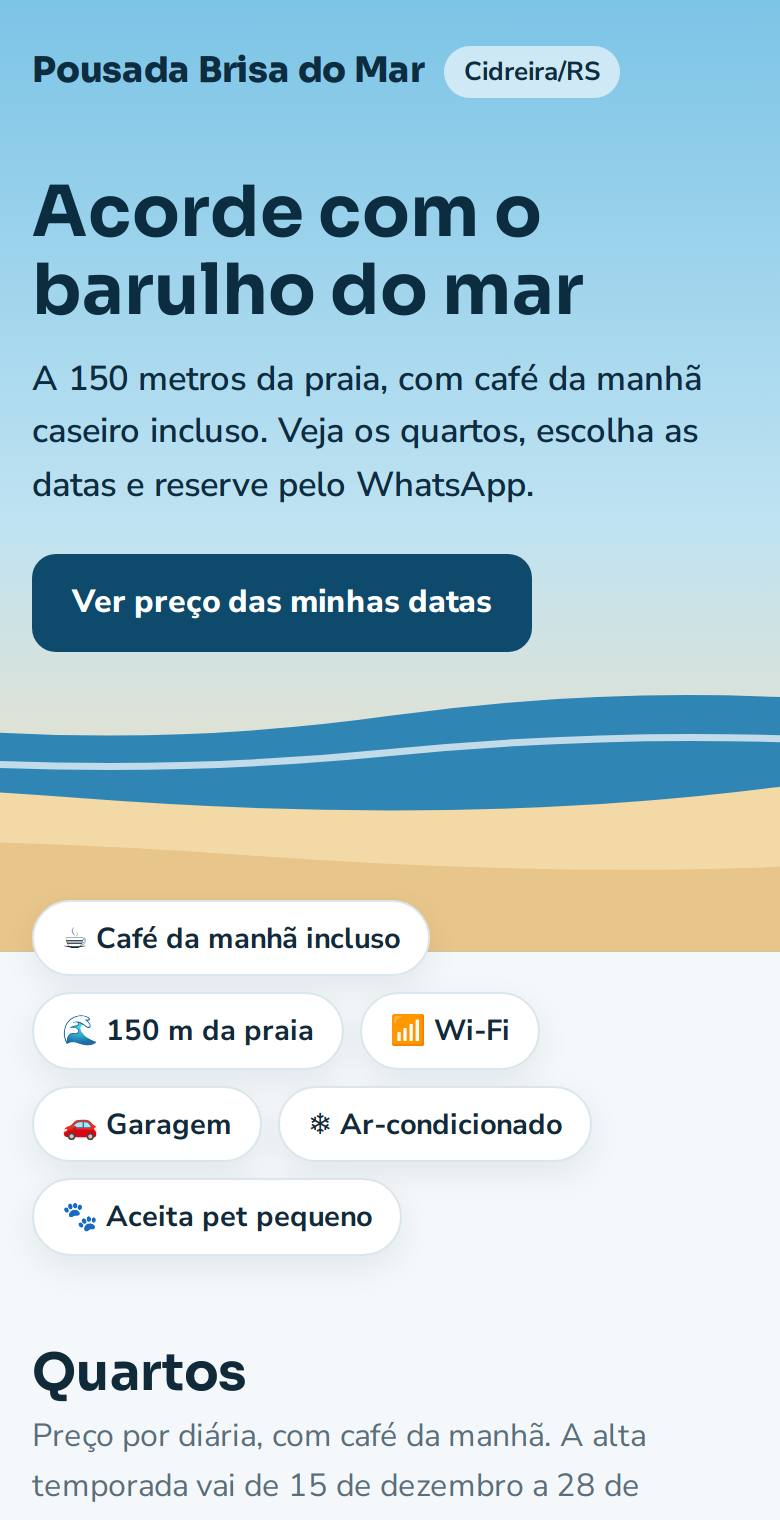 Pousada Brisa do Mar Cidreira/RS
Acorde com o
barulho do mar
A 150 metros da praia, com café da manhã
caseiro incluso. Veja os quartos, escolha as
datas e reserve pelo WhatsApp.
Ver preço das minhas datas
☕ Café da manhã incluso
🌊 150 m da praia 📶 Wi-Fi
🚗 Garagem ❄ Ar-condicionado
🐾 Aceita pet pequeno
Quartos
Preço por diária, com café da manhã. A alta
temporada vai de 15 de dezembro a 28 de